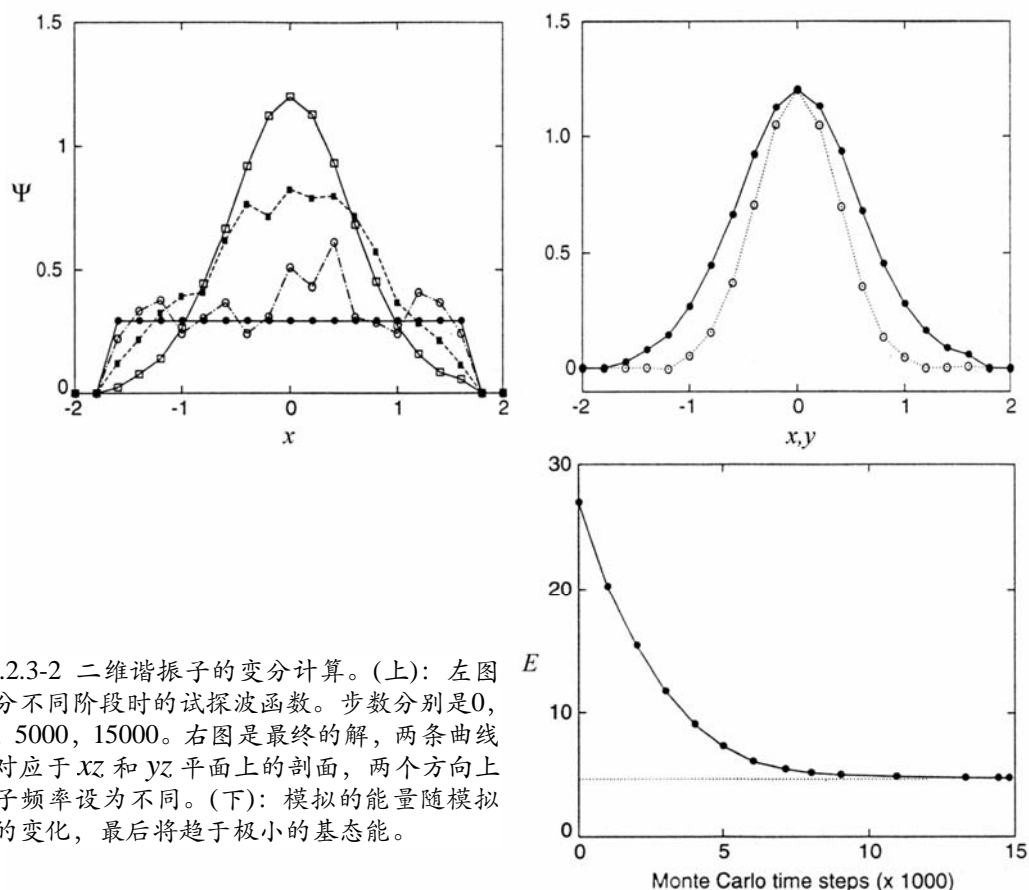 1.5
1
0.5
0
Ψ
-2 -1 0 1 2
x
1.5
1.0
0.5
0
-2 -1 0 1 2
x,y
30
20
10
0
E
0 5 10 15
Monte Carlo time steps (x 1000)
.2.3-2 二维谐振子的变分计算。(上)：左图
分不同阶段时的试探波函数。步数分别是0，
5000，15000。右图是最终的解，两条曲线
对应于 xz 和 yz 平面上的剖面，两个方向上
子频率设为不同。(下)：模拟的能量随模拟
的变化，最后将趋于极小的基态能。